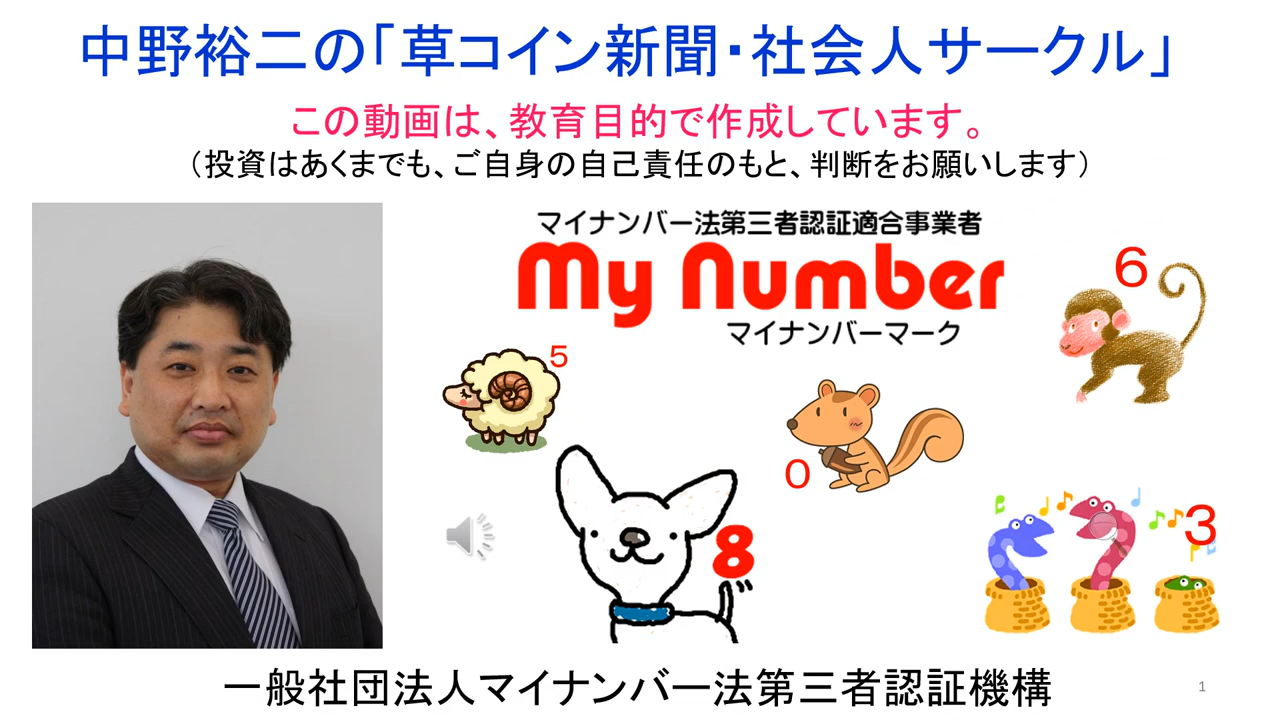 中野裕二の「草コイン新聞・社会人サークル」
この動画は、教育目的で作成しています。
（投資はあくまでも、ご自身の自己責任のもと、判断をお願いします）
マイナンバー法第三者認証適合事業者
My Number
マイナンバーマーク
6
5
0
8
3
一般社団法人マイナンバー法第三者認証機構
1